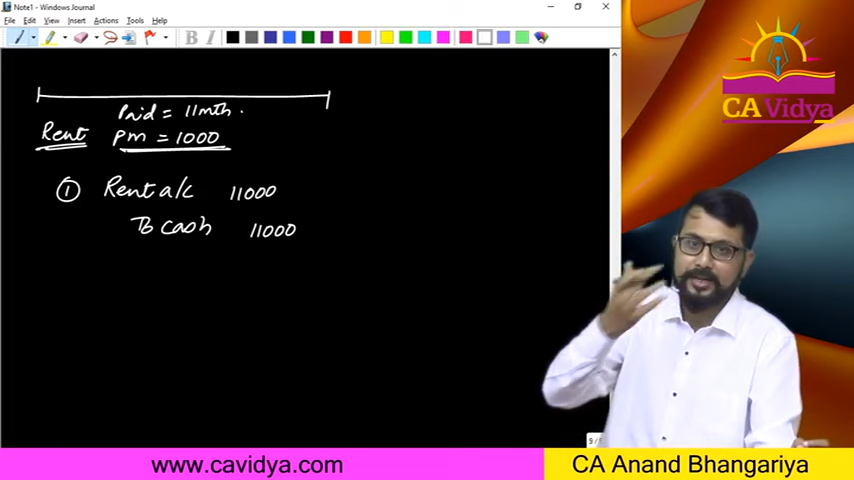 Note1 - Windows Journal
File Edit View Insert Actions Tools Help
B I
Paid = 11mth.
Rent Pm = 1000
① Rent a/c 11000
To cash 11000
CA Vidya
9 /
www.cavidya.com
CA Anand Bhangariya